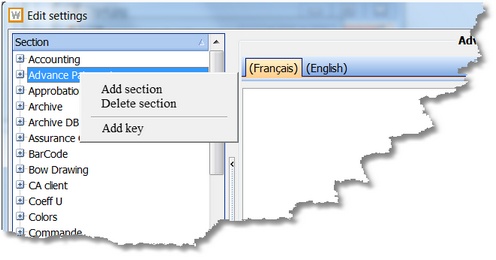 Edit settings
Section
Accounting
Advance
Approbatio
Archive
Archive DB
Assurance
BarCode
Bow Drawing
CA client
Coeff U
Colors
Commande
Add section
Delete section
Add key
Adv
(Français) (English)